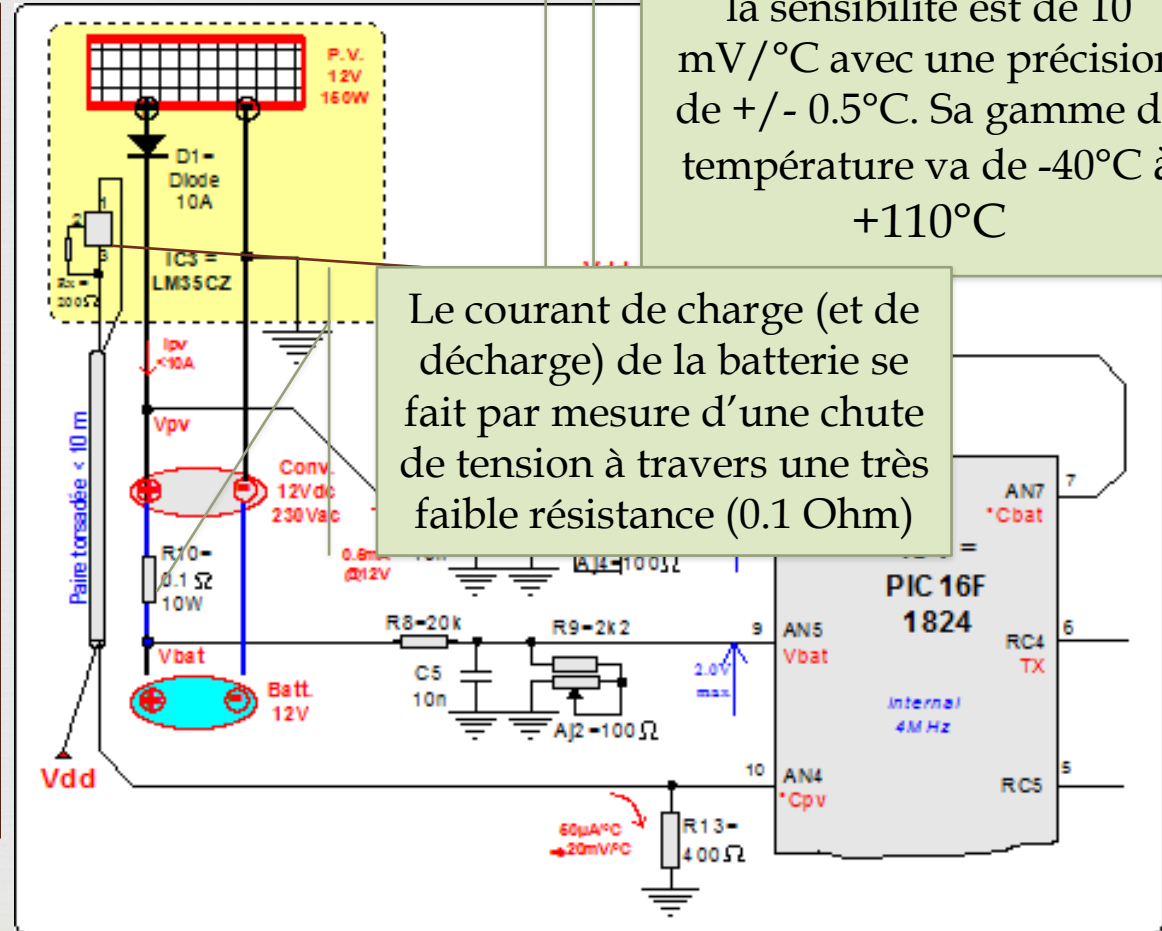 la sensibilité est de 10
mV/°C avec une précision
de +/- 0.5°C. Sa gamme d
température va de -40°C à
+110°C
P.V.
12V
150W
D1=
Diode
10A
1
2
3
IC3 =
LM35CZ
Rx =
200Ω
Ipv
<10A
Vpv
Paire torsadée < 10 m
Le courant de charge (et de
décharge) de la batterie se
fait par mesure d’une chute
de tension à travers une très
faible résistance (0.1 Ohm)
Conv.
12Vdc
230Vac
R10=
0.1 Ω
10W
@12V
Aj4=100Ω
Vbat
Batt.
12V
Vdd
R8=20k
C5
10n
R9=2k2
Aj2=100Ω
2.0V
max
9
AN5
Vbat
AN7
7
°Cbat
PIC 16F
1824
RC4
6
TX
Internal
4MHz
10
AN4
°Cpv
RC5
5
50µA/°C
→20mV/°C
R13=
400Ω